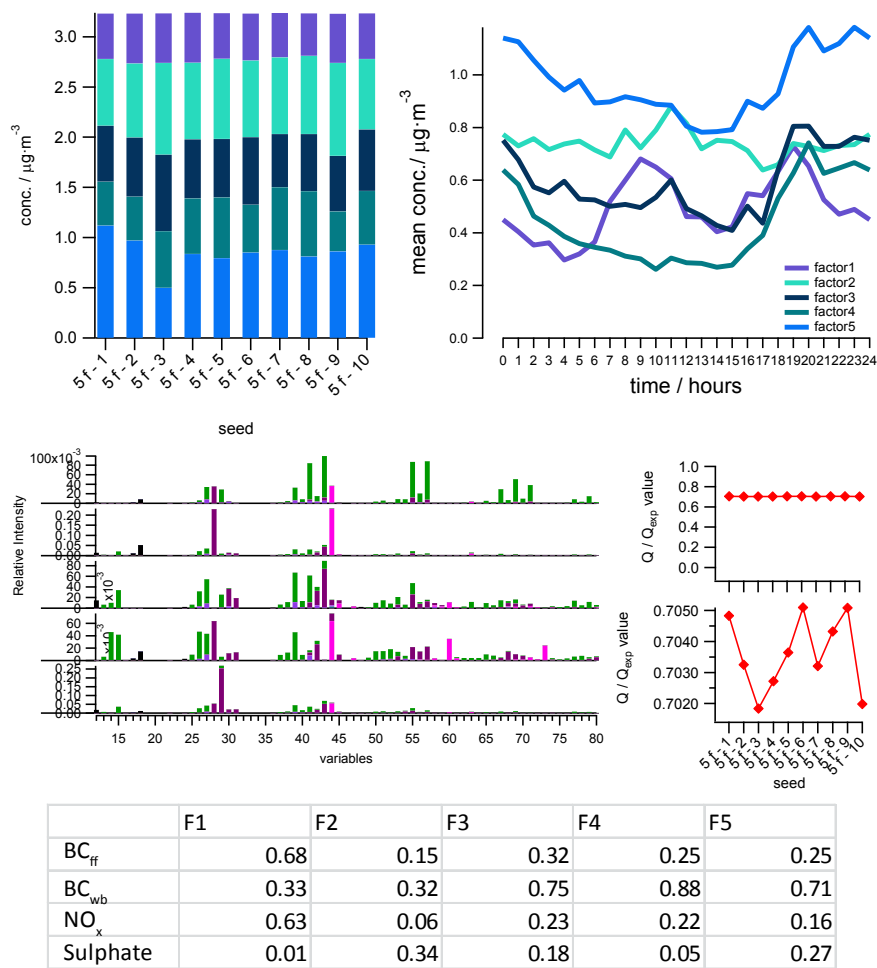 3.0
2.5
2.0
1.5
1.0
0.5
0.0
conc. / µg·m⁻³
5 f - 1
5 f - 2
5 f - 3
5 f - 4
5 f - 5
5 f - 6
5 f - 7
5 f - 8
5 f - 9
5 f - 10
seed
1.0
0.8
0.6
0.4
0.2
0.0
mean conc./ µg·m⁻³
factor1
factor2
factor3
factor4
factor5
0 1 2 3 4 5 6 7 8 9 10 11 12 13 14 15 16 17 18 19 20 21 22 23 24
time / hours
Relative Intensity
100x10⁻³
80
60
40
20
0
0.20
0.15
0.10
0.05
0.00
80
60
40
20
0
x10⁻³
60
40
20
0
x10⁻³
0.25
0.20
0.15
0.10
0.05
0.00
15 20 25 30 35 40 45 50 55 60 65 70 75 80
variables
Q / Qexp value
1.0
0.8
0.6
0.4
0.2
0.0
Q / Qexp value
0.7050
0.7040
0.7030
0.7020
5 f - 1
5 f - 2
5 f - 3
5 f - 4
5 f - 5
5 f - 6
5 f - 7
5 f - 8
5 f - 9
5 f - 10
seed
F1 F2 F3 F4 F5
BCff 0.68 0.15 0.32 0.25 0.25
BCwb 0.33 0.32 0.75 0.88 0.71
NOx 0.63 0.06 0.23 0.22 0.16
Sulphate 0.01 0.34 0.18 0.05 0.27